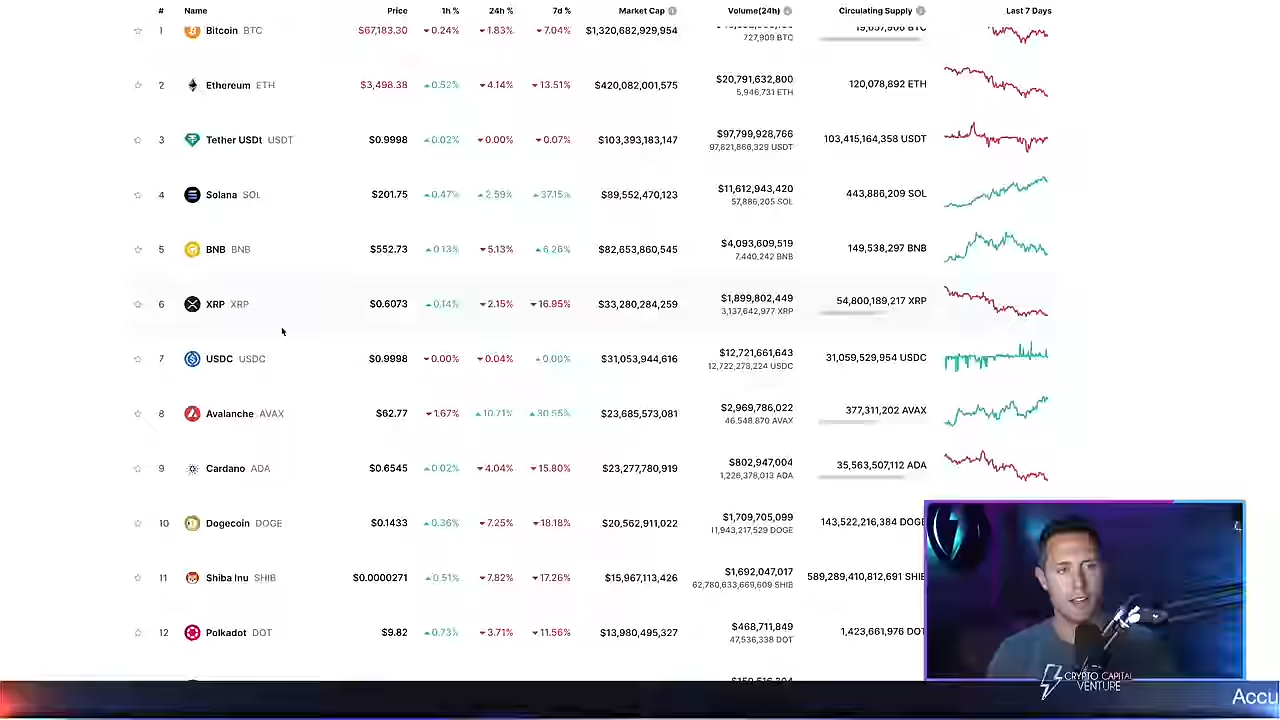 # Name Price 1h % 24h % 7d % Market Cap Volume(24h) Circulating Supply Last 7 Days
1 Bitcoin BTC $67,183.30 0.24% 1.83% 7.04% $1,320,682,929,954 727,909 BTC
2 Ethereum ETH $3,498.38 0.52% 4.14% 13.51% $420,082,001,575 $20,791,632,800 120,078,892 ETH
5,946,731 ETH
3 Tether USDt USDT $0.9998 0.02% 0.00% 0.07% $103,393,183,147 $97,799,928,766 103,415,164,358 USDT
97,821,866,329 USDT
4 Solana SOL $201.75 0.47% 2.59% 37.15% $89,552,470,123 $11,612,943,420 443,886,209 SOL
57,886,205 SOL
5 BNB BNB $552.73 0.13% 5.13% 6.26% $82,653,860,545 $4,093,609,519 149,538,297 BNB
7,440,242 BNB
6 XRP XRP $0.6073 0.14% 2.15% 16.95% $33,280,284,259 $1,899,802,449 54,800,189,217 XRP
3,137,642,977 XRP
7 USDC USDC $0.9998 0.00% 0.04% 0.00% $31,053,944,616 $12,721,661,643 31,059,529,954 USDC
12,722,278,224 USDC
8 Avalanche AVAX $62.77 1.67% 10.71% 30.55% $23,685,573,081 $2,969,786,022 377,311,202 AVAX
46,548,870 AVAX
9 Cardano ADA $0.6545 0.02% 4.04% 15.80% $23,277,780,919 $802,947,004 35,563,507,112 ADA
1,226,378,013 ADA
10 Dogecoin DOGE $0.1433 0.36% 7.25% 18.18% $20,562,911,022 $1,709,705,099 143,522,216,384 DOGE
11,943,217,529 DOGE
11 Shiba Inu SHIB $0.0000271 0.51% 7.82% 17.26% $15,967,113,426 $1,692,047,017 589,289,410,812,691 SHIB
62,780,633,669,609 SHIB
12 Polkadot DOT $9.82 0.73% 3.71% 11.56% $13,980,495,327 $468,711,849 1,423,661,976 DOT
47,536,338 DOT
CRYPTO CAPITAL
VENTURE
Accu